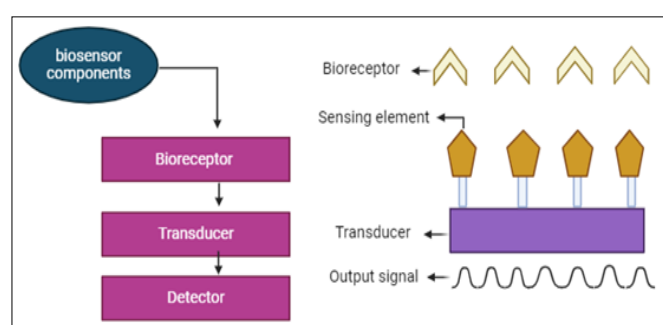 biosensor
components
Bioreceptor
Transducer
Detector
Bioreceptor
Sensing element
Transducer
Output signal